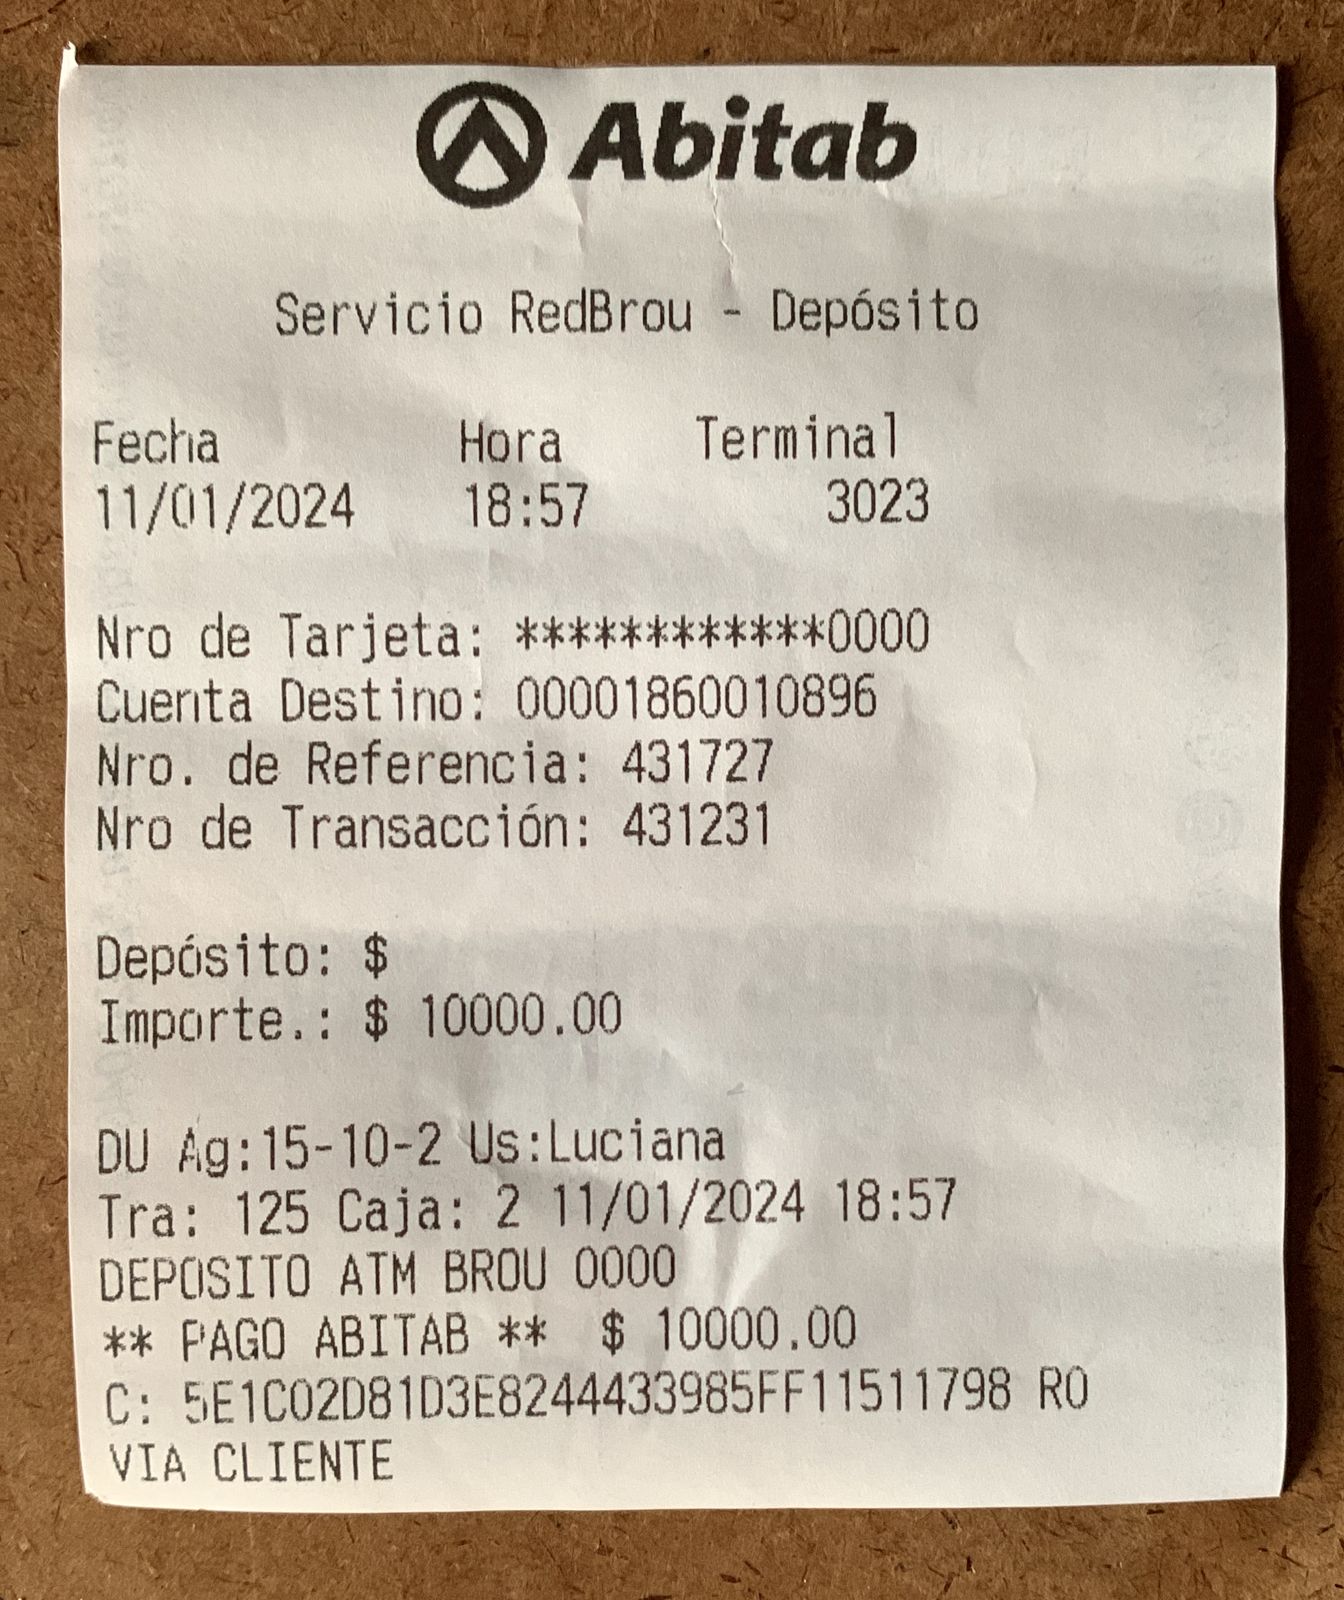 Abitab
Servicio RedBrou - Depósito
Fecha Hora Terminal
11/01/2024 18:57 3023
Nro de Tarjeta: ************0000
Cuenta Destino: 00001860010896
Nro. de Referencia: 431727
Nro de Transacción: 431231
Depósito: $
Importe.: $ 10000.00
DU Ag:15-10-2 Us:Luciana
Tra: 125 Caja: 2 11/01/2024 18:57
DEPOSITO ATM BROU 0000
** PAGO ABITAB ** $ 10000.00
C: 5E1C02D81D3E8244433985FF11511798 RO
VIA CLIENTE